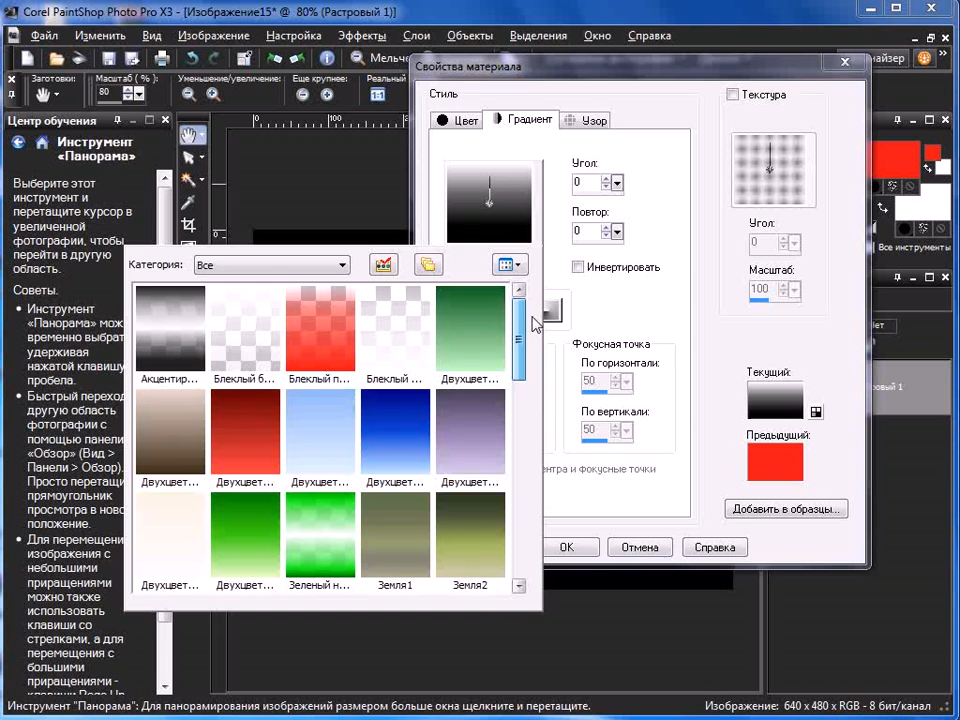 Corel PaintShop Photo Pro X3 - [Изображение15* @ 80% (Растровый 1)]
Файл Изменить Вид Изображение Настройка Эффекты Слои Объекты Выделения Окно Справка
Заготовки:
Масштаб ( % ):
80
Уменьшение/увеличение:
Еще крупнее:
Реальный
Центр обучения
Инструмент
«Панорама»
Выберите этот
инструмент и
перетащите курсор в
увеличенной
фотографии, чтобы
перейти в другую
область.
Советы.
Инструмент
«Панорама» мож
временно выбрат
удерживая
нажатой клавишу
пробела.
Быстрый переход
другую область
фотографии с
помощью панели
«Обзор» (Вид >
Панели > Обзор).
Просто перетащи
прямоугольник
просмотра в ново
положение.
Для перемещени
изображения с
небольшими
приращениями
можно также
использовать
клавиши со
стрелками, а для
перемещения с
большими
приращениями -
Свойства материала
Стиль
Цвет
Градиент
Узор
Угол:
0
Повтор:
0
Инвертировать
Фокусная точка
По горизонтали:
50
По вертикали:
50
ентра и фокусные точки
Текстура
Угол:
0
Масштаб:
100
Текущий:
Предыдущий:
Добавить в образцы...
OK
Отмена
Справка
Категория:
Все
Акцентир...
Блеклый б...
Блеклый п...
Блеклый ...
Двухцвет...
Двухцвет...
Двухцвет...
Двухцвет...
Двухцвет...
Двухцвет...
Двухцвет...
Двухцвет...
Зеленый н...
Земля1
Земля2
айзер
Все инструменты
Нет
ровый 1
Инструмент "Панорама": Для панорамирования изображений размером больше окна щелкните и перетащите.
Изображение: 640 x 480 x RGB - 8 бит/канал